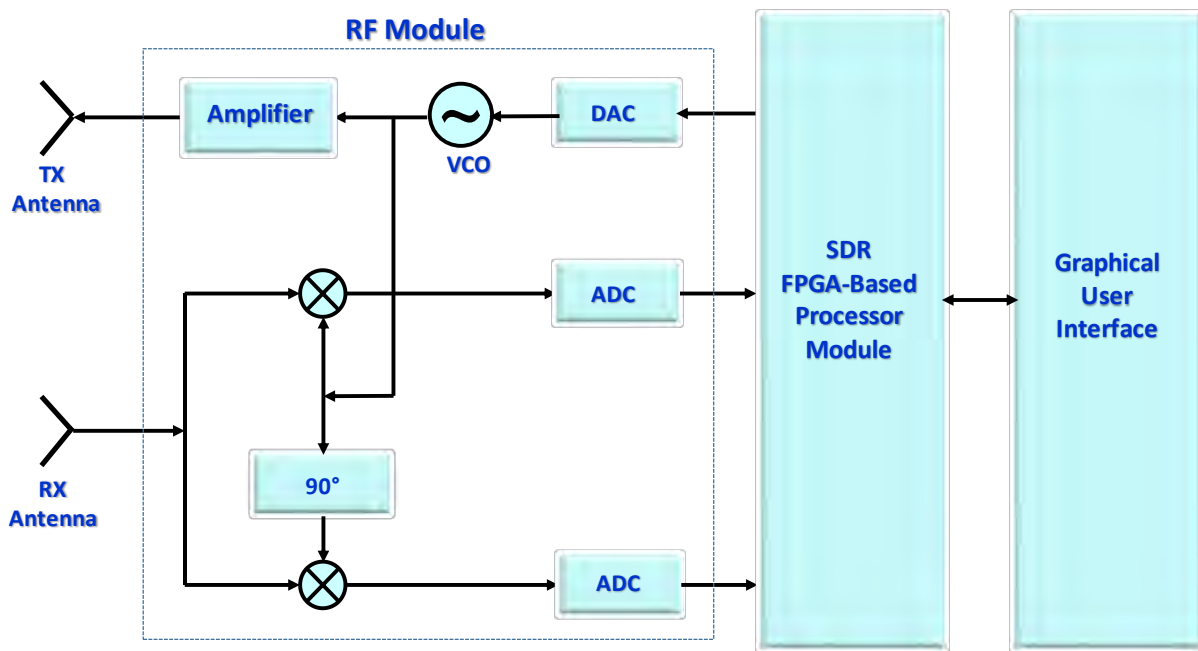 RF Module
Amplifier
VCO
DAC
TX
Antenna
ADC
SDR
FPGA-Based
Processor
Module
Graphical
User
Interface
90°
RX
Antenna
ADC